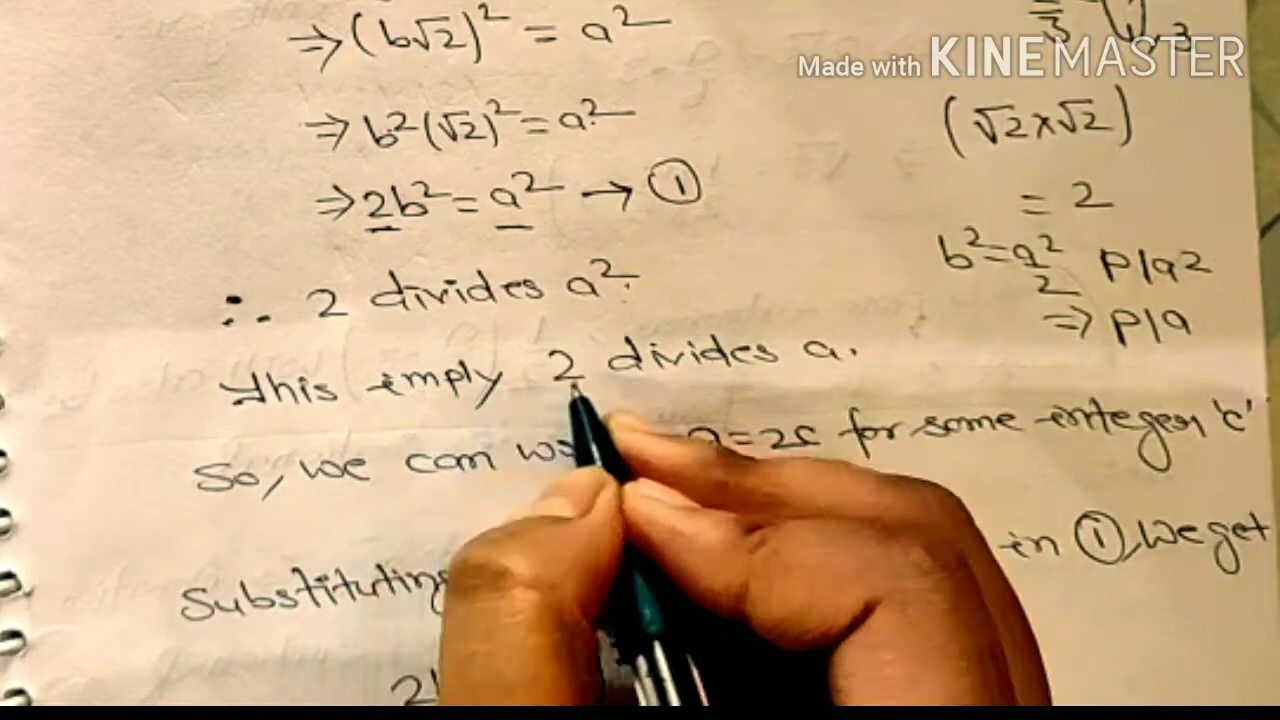 ⇒ (b√2)² = a²
⇒ b²(√2)² = a²
⇒ 2b² = a² → ①
∴ 2 divides a².
This imply 2 divides a.
So, we can a=2c for some integer 'c'
Substituting in ①, we get
Made with KINEMASTER
(√2×√2)
= 2
b²=a²
2
p|a²
⇒ p|a